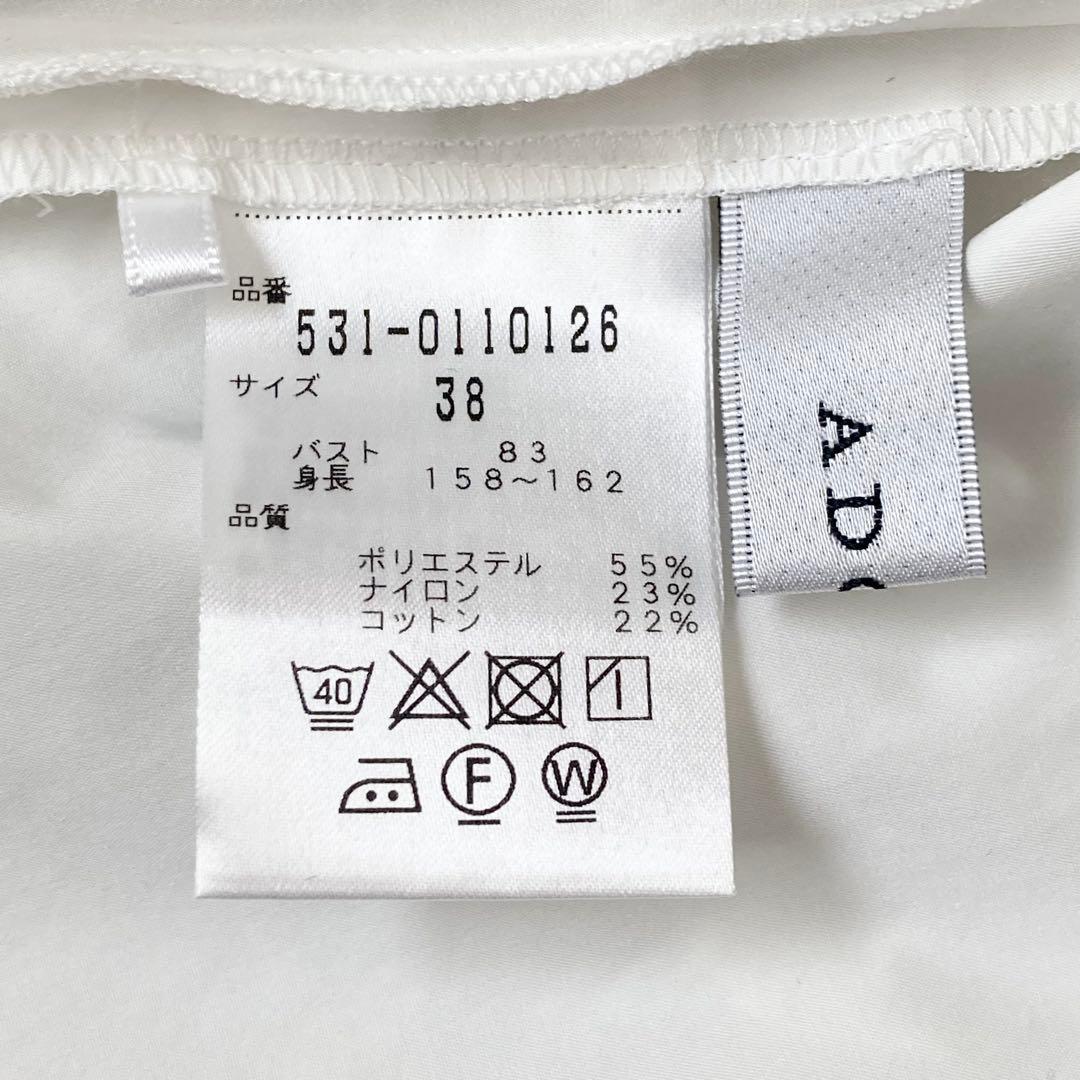 品番
531-0110126
サイズ 38
バスト 83
身長 158～162
品質
ポリエステル 55%
ナイロン 23%
コットン 22%
40
F W
AD